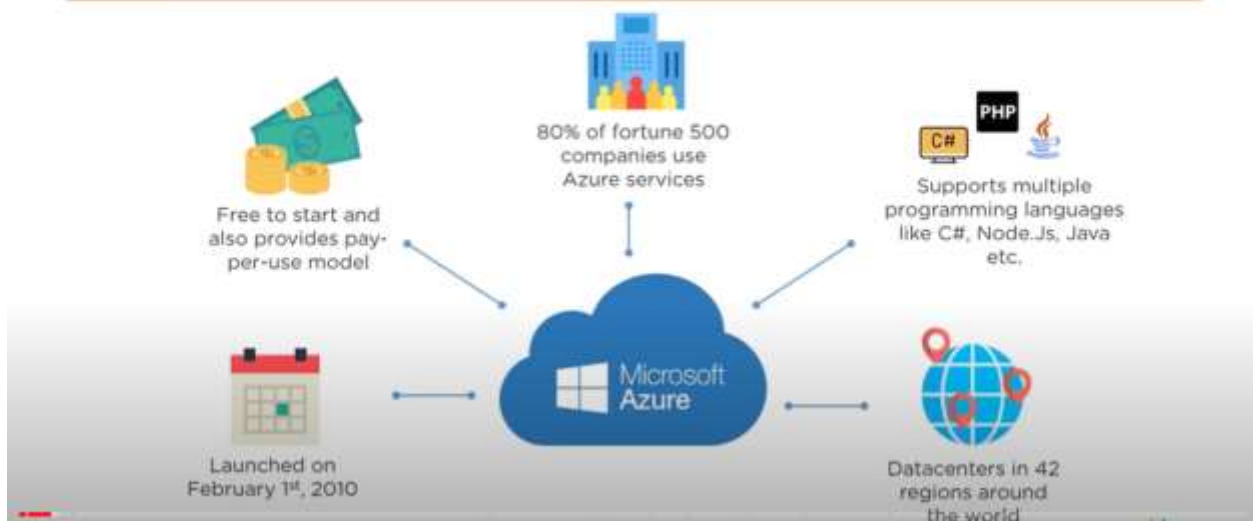 80% of fortune 500
companies use
Azure services
PHP
C#
Free to start and
also provides pay-
per-use model
Supports multiple
programming languages
like C#, Node.Js, Java
etc.
Microsoft
Azure
Launched on
February 1st, 2010
Datacenters in 42
regions around
the world